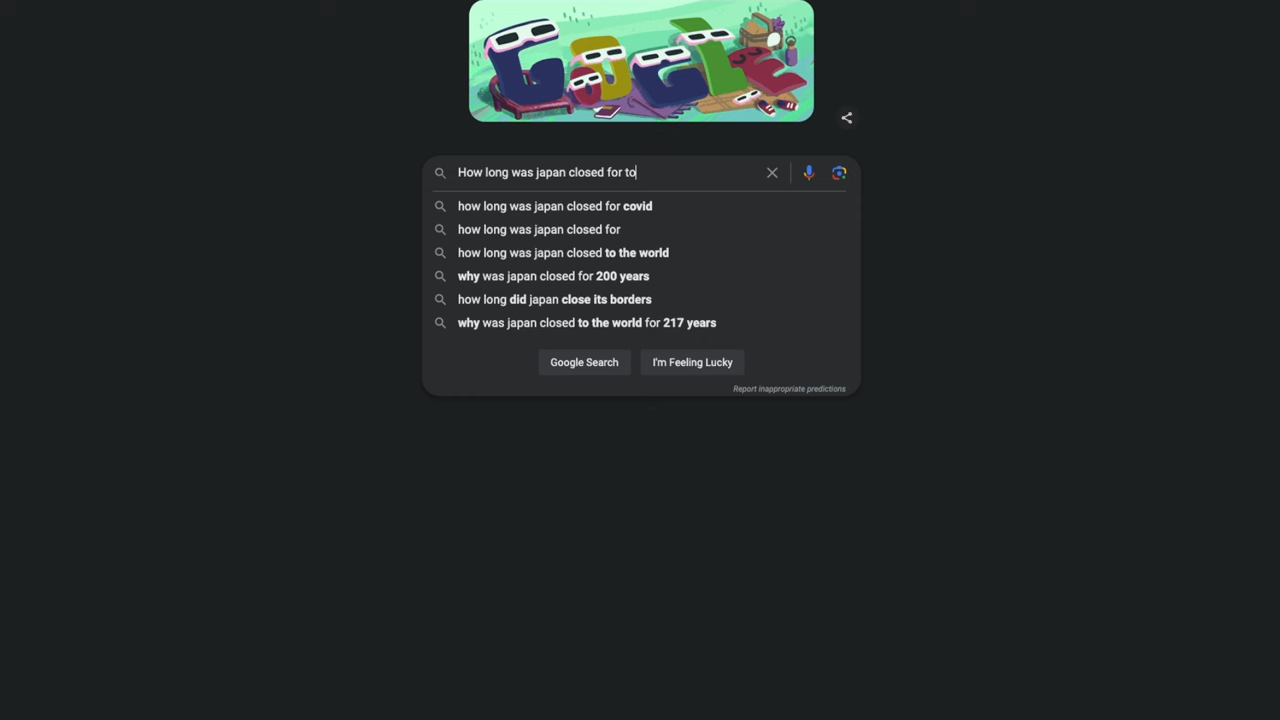 Google
How long was japan closed for to
how long was japan closed for covid
how long was japan closed for
how long was japan closed to the world
why was japan closed for 200 years
how long did japan close its borders
why was japan closed to the world for 217 years
Google Search I'm Feeling Lucky
Report inappropriate predictions